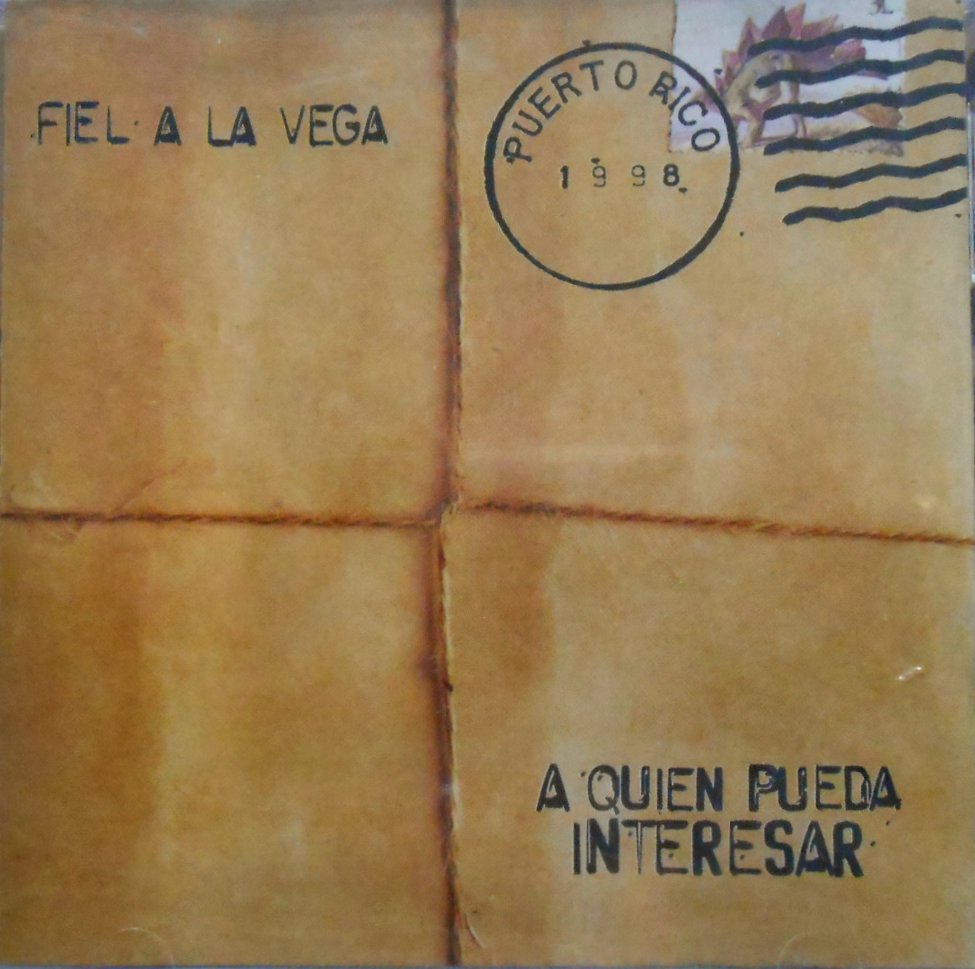 FIEL A LA VEGA
PUERTO RICO
1998
A QUIEN PUEDA
INTERESAR